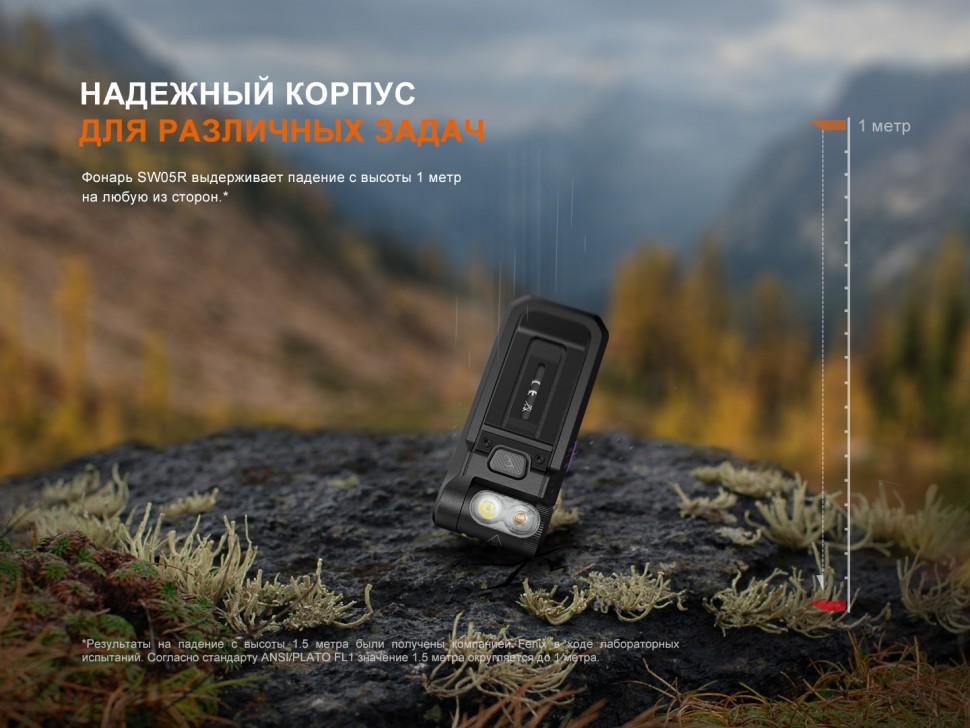 НАДЕЖНЫЙ КОРПУС
ДЛЯ РАЗЛИЧНЫХ ЗАДАЧ
Фонарь SW05R выдерживает падение с высоты 1 метр
на любую из сторон.*
1 метр
CE
*Результаты на падение с высоты 1.5 метра были получены компанией Fenix в ходе лабораторных
испытаний. Согласно стандарту ANSI/PLATO FL1 значение 1.5 метра округляется до 1 метра.